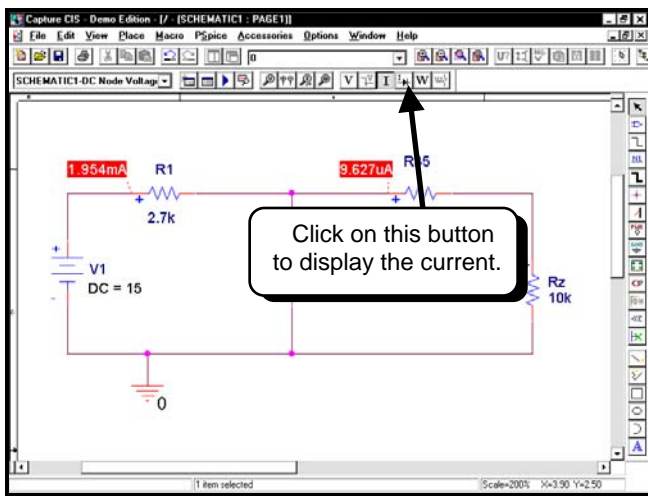 Capture CIS - Demo Edition - [/ - (SCHEMATIC1 : PAGE1)]
File Edit View Place Macro PSpice Accessories Options Window Help
SCHEMATIC1-DC Node Voltag
V I W
1.954mA R1 9.627uA
2.7k
Click on this button
to display the current.
V1
DC = 15
Rz
10k
0
1 item selected Scale=200% X=3.90 Y=2.50